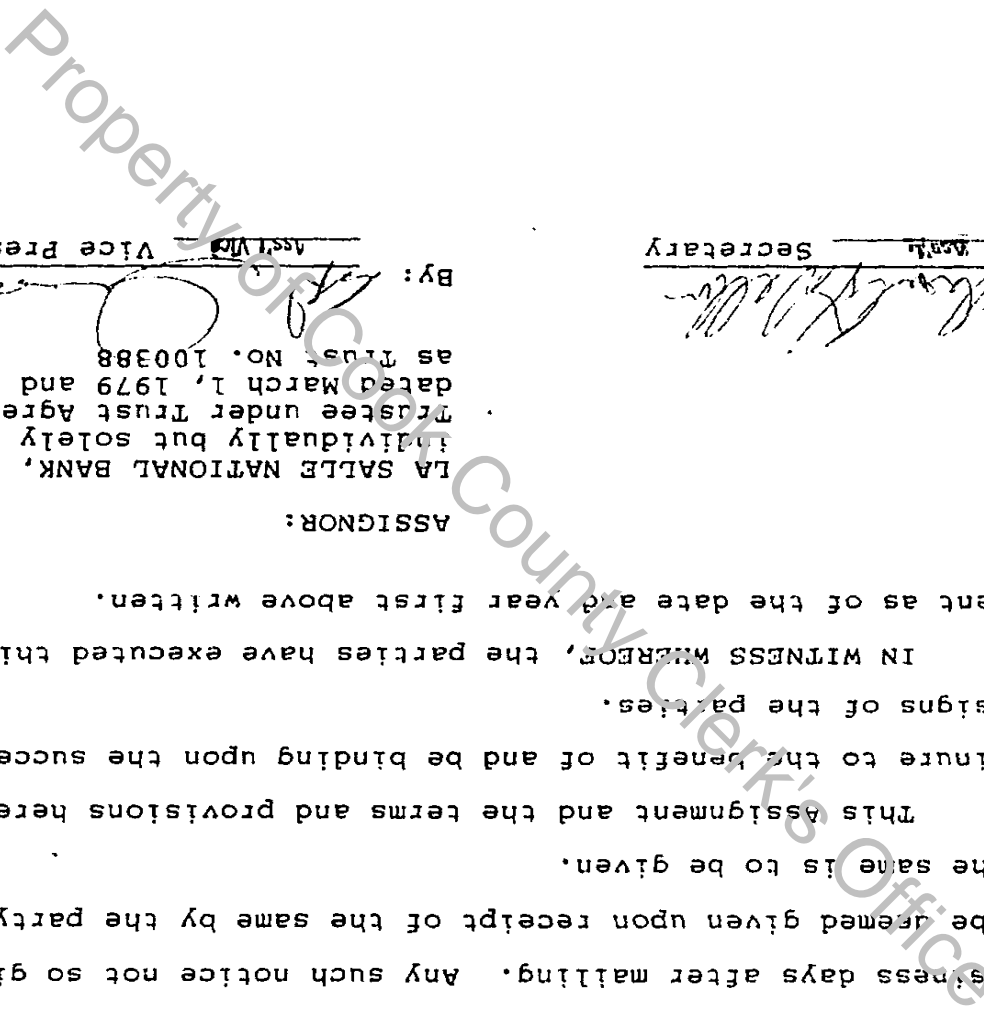 siness days after mailing. Any such notice not so gi
be deemed given upon receipt of the same by the party
he same is to be given.
This Assignment and the terms and provisions here
inure to the benefit of and be binding upon the succe
signs of the parties.
IN WITNESS WHEREOF, the parties have executed thi
ent as of the date and year first above written.
ASSIGNOR:
LA SALLE NATIONAL BANK,
individually but solely
Trustee under Trust Agre
dated March 1, 1979 and
as Trust No. 100388
By:
Ass't Vice Vice Pres
Secretary
Property of Cook County Clerk's Office